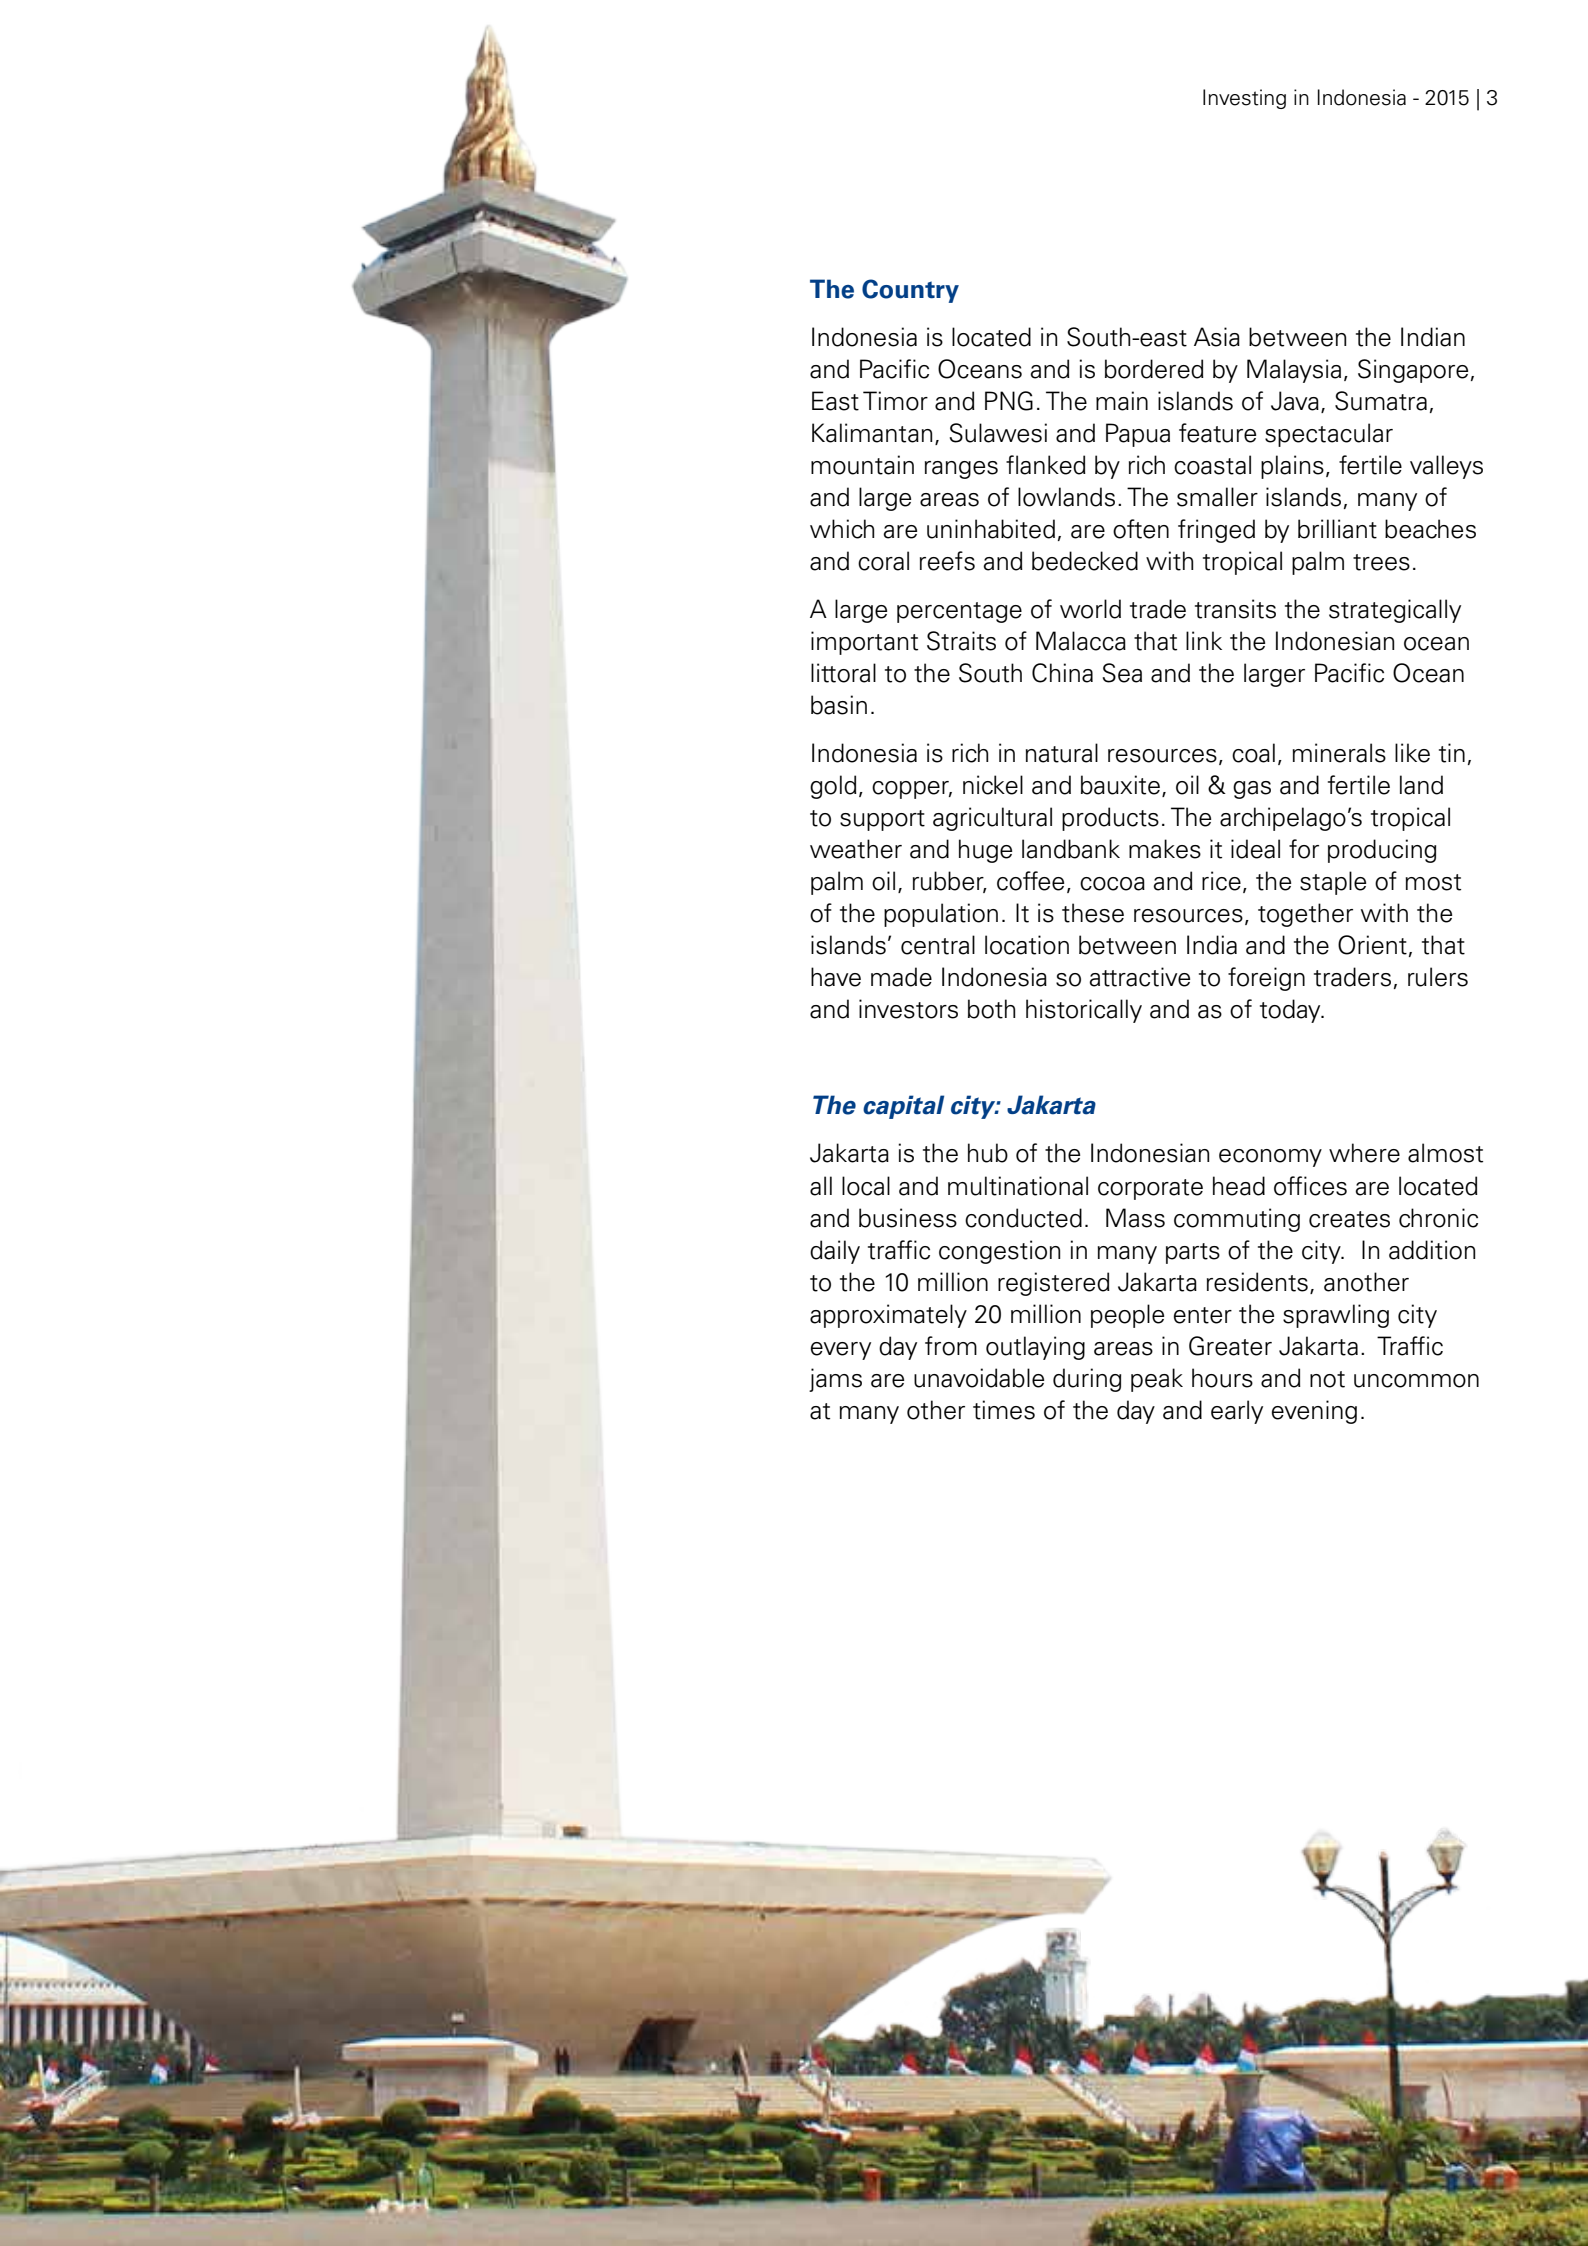 Investing in Indonesia - 2015 | 3
The Country
Indonesia is located in South-east Asia between the Indian
and Pacific Oceans and is bordered by Malaysia, Singapore,
East Timor and PNG. The main islands of Java, Sumatra,
Kalimantan, Sulawesi and Papua feature spectacular
mountain ranges flanked by rich coastal plains, fertile valleys
and large areas of lowlands. The smaller islands, many of
which are uninhabited, are often fringed by brilliant beaches
and coral reefs and bedecked with tropical palm trees.
A large percentage of world trade transits the strategically
important Straits of Malacca that link the Indonesian ocean
littoral to the South China Sea and the larger Pacific Ocean
basin.
Indonesia is rich in natural resources, coal, minerals like tin,
gold, copper, nickel and bauxite, oil & gas and fertile land
to support agricultural products. The archipelago’s tropical
weather and huge landbank makes it ideal for producing
palm oil, rubber, coffee, cocoa and rice, the staple of most
of the population. It is these resources, together with the
islands’ central location between India and the Orient, that
have made Indonesia so attractive to foreign traders, rulers
and investors both historically and as of today.
The capital city: Jakarta
Jakarta is the hub of the Indonesian economy where almost
all local and multinational corporate head offices are located
and business conducted.  Mass commuting creates chronic
daily traffic congestion in many parts of the city.  In addition
to the 10 million registered Jakarta residents, another
approximately 20 million people enter the sprawling city
every day from outlaying areas in Greater Jakarta.  Traffic
jams are unavoidable during peak hours and not uncommon
at many other times of the day and early evening.